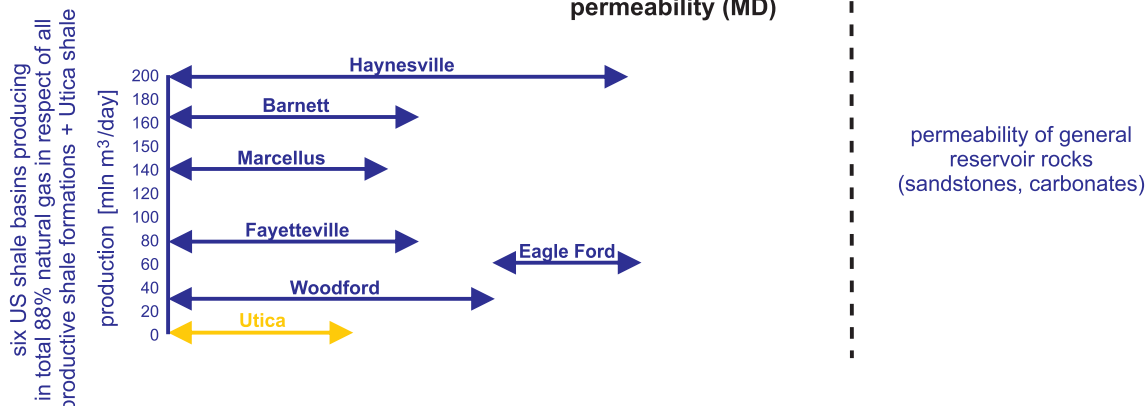 permeability (MD)
six US shale basins producing
in total 88% natural gas in respect of all
productive shale formations + Utica shale
production [mln m³/day]
200
180
160
150
140
120
100
80
60
40
20
0
Haynesville
Barnett
Marcellus
Fayetteville
Eagle Ford
Woodford
Utica
permeability of general
reservoir rocks
(sandstones, carbonates)